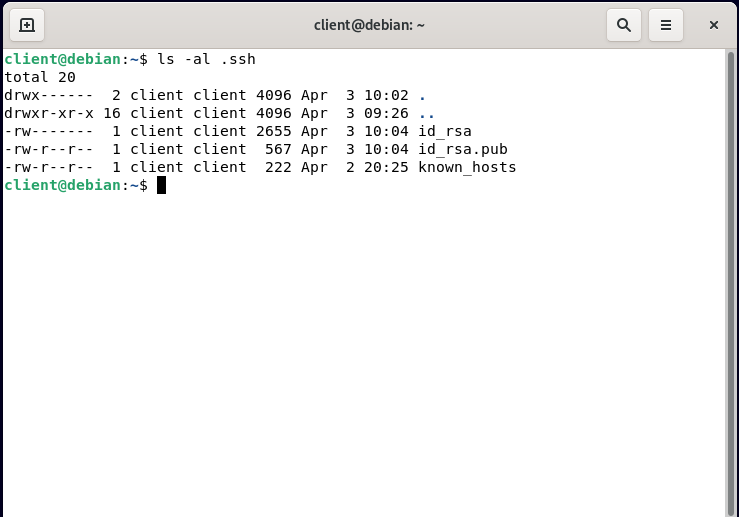 client@debian: ~
client@debian:~$ ls -al .ssh
total 20
drwx------  2 client client 4096 Apr  3 10:02 .
drwxr-xr-x 16 client client 4096 Apr  3 09:26 ..
-rw-------  1 client client 2655 Apr  3 10:04 id_rsa
-rw-r--r--  1 client client  567 Apr  3 10:04 id_rsa.pub
-rw-r--r--  1 client client  222 Apr  2 20:25 known_hosts
client@debian:~$